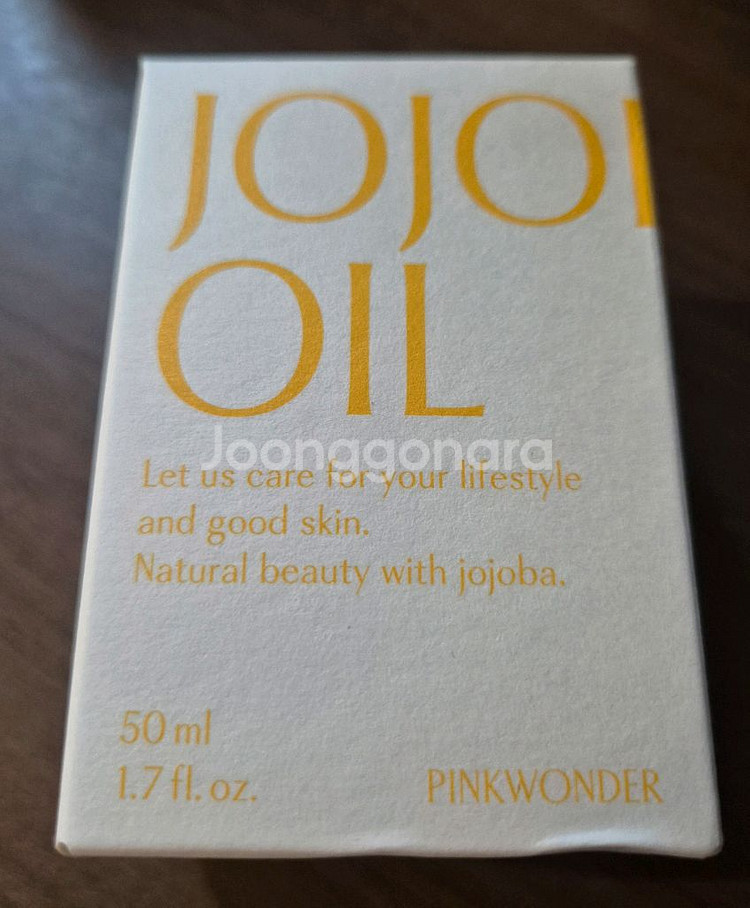 JOJO
OIL
Joonggonara
Let us care for your lifestyle
and good skin.
Natural beauty with jojoba.
50 ml
1.7 fl. oz.
PINKWONDER